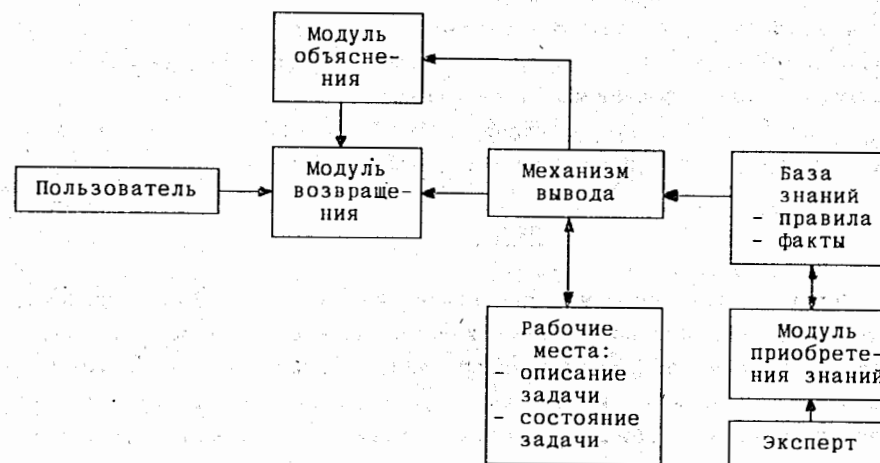 Модуль
объясне-
ния
Пользователь
Модуль
возвраще-
ния
Механизм
вывода
База
знаний
- правила
- факты
Рабочие
места:
- описание
задачи
- состояние
задачи
Модуль
приобрете-
ния знаний
Эксперт